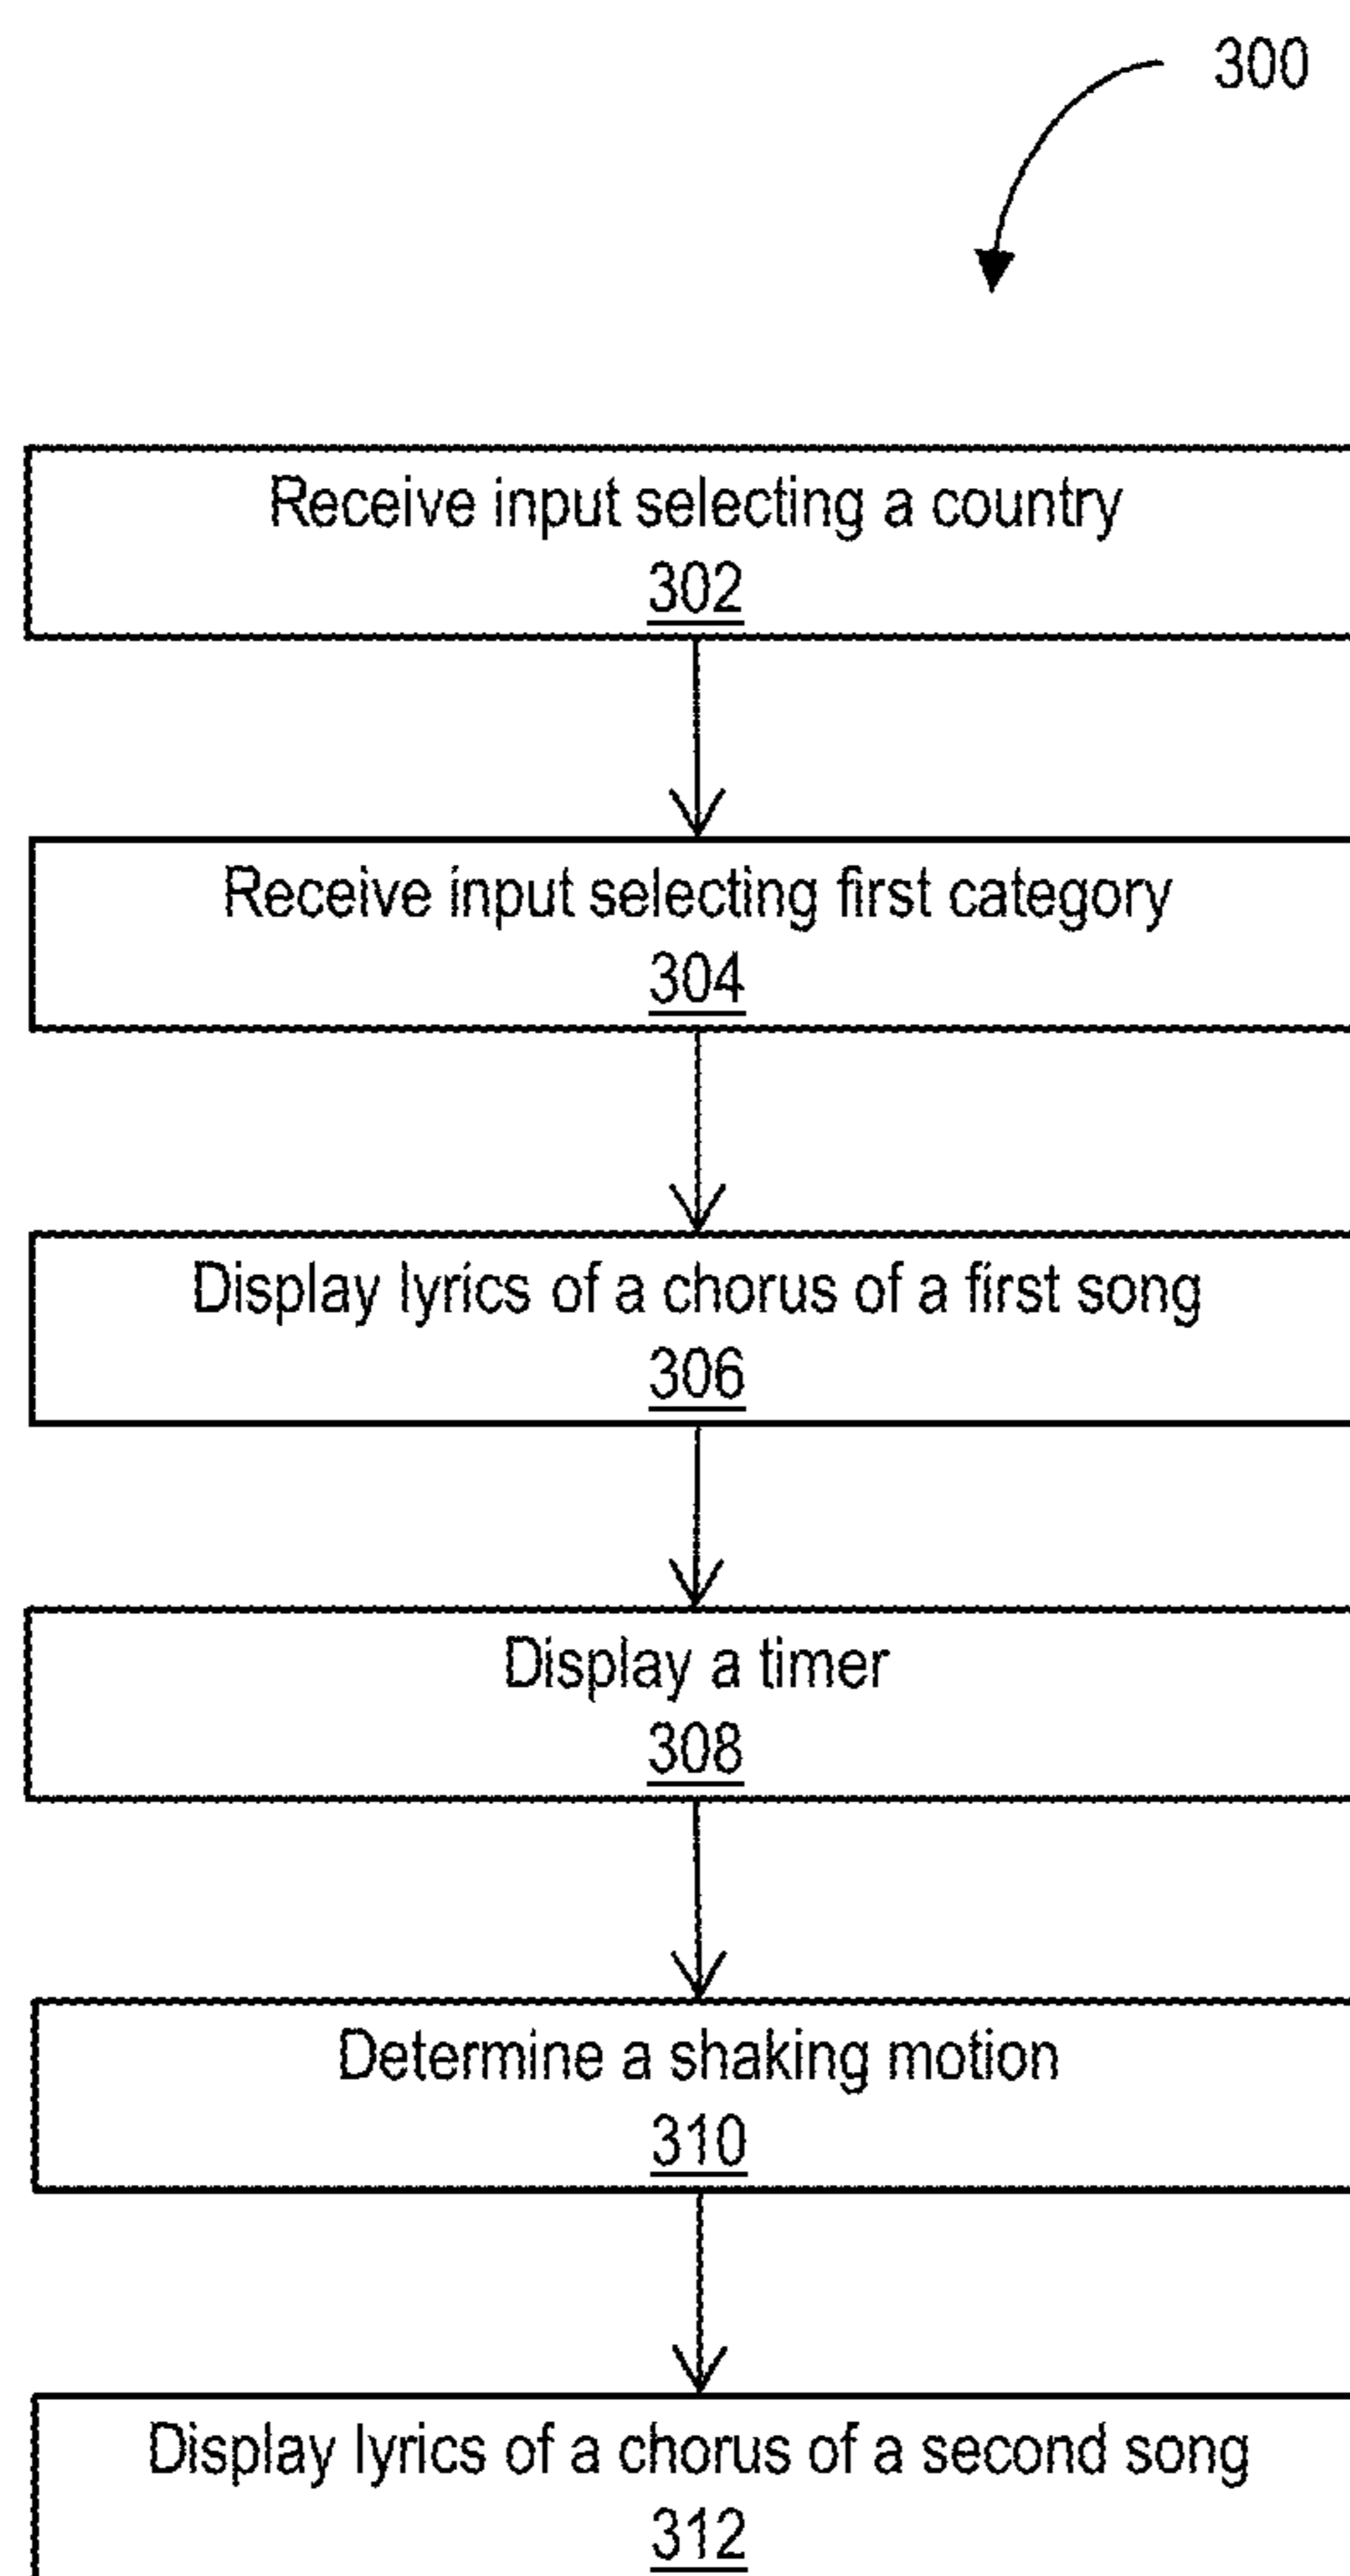 300
Receive input selecting a country
302
Receive input selecting first category
304
Display lyrics of a chorus of a first song
306
Display a timer
308
Determine a shaking motion
310
Display lyrics of a chorus of a second song
312